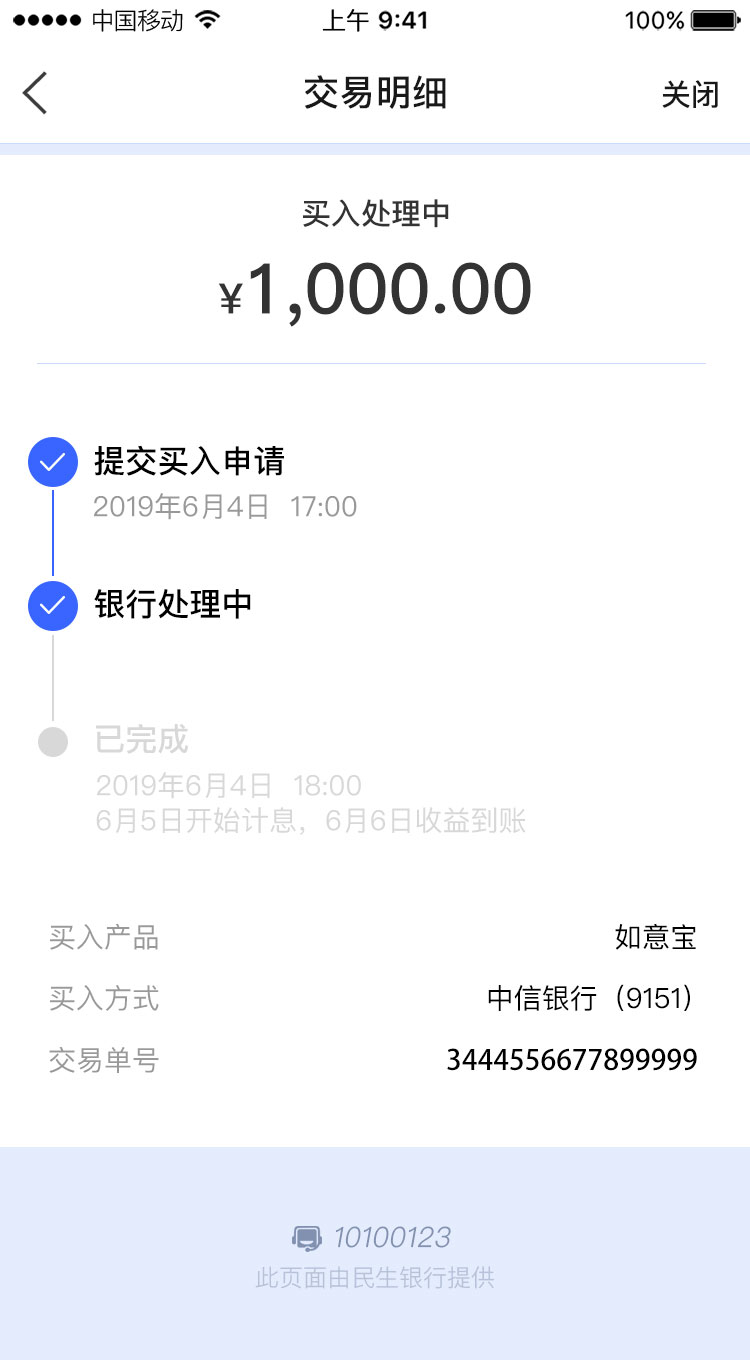 中国移动 上午 9:41 100%
交易明细 关闭
买入处理中
¥1,000.00
提交买入申请
2019年6月4日 17:00
银行处理中
已完成
2019年6月4日 18:00
6月5日开始计息，6月6日收益到账
买入产品 如意宝
买入方式 中信银行（9151）
交易单号 3444556677899999
10100123
此页面由民生银行提供